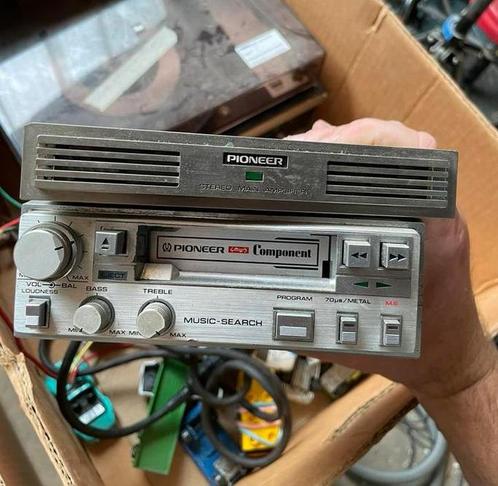 PIONEER
STEREO MAIN AMPLIFIER
PIONEER Component
EJECT
MAX
VOL BAL
LOUDNESS
BASS
TREBLE
MIN MAX MIN MAX
MUSIC-SEARCH
PROGRAM
70μs/METAL
M.S